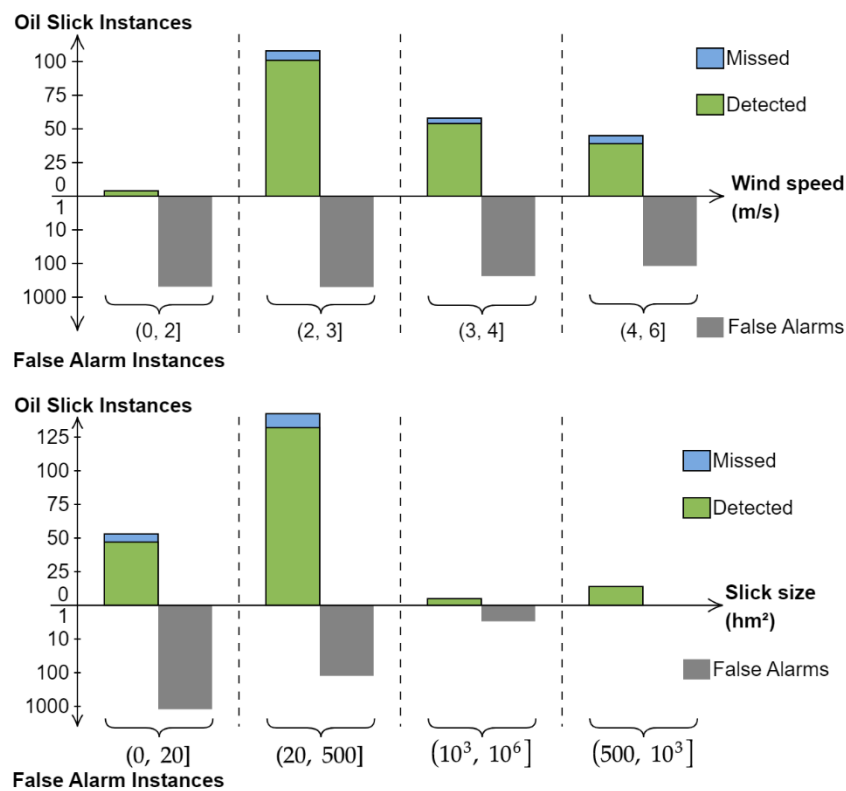 Oil Slick Instances
100
75
50
25
0
1
10
100
1000
Missed
Detected
Wind speed
(m/s)
(0, 2]
(2, 3]
(3, 4]
(4, 6]
False Alarms
False Alarm Instances
Oil Slick Instances
125
100
75
50
25
0
1
10
100
1000
Missed
Detected
Slick size
(hm²)
False Alarms
(0, 20]
(20, 500]
(10³, 10⁶]
(500, 10³]
False Alarm Instances